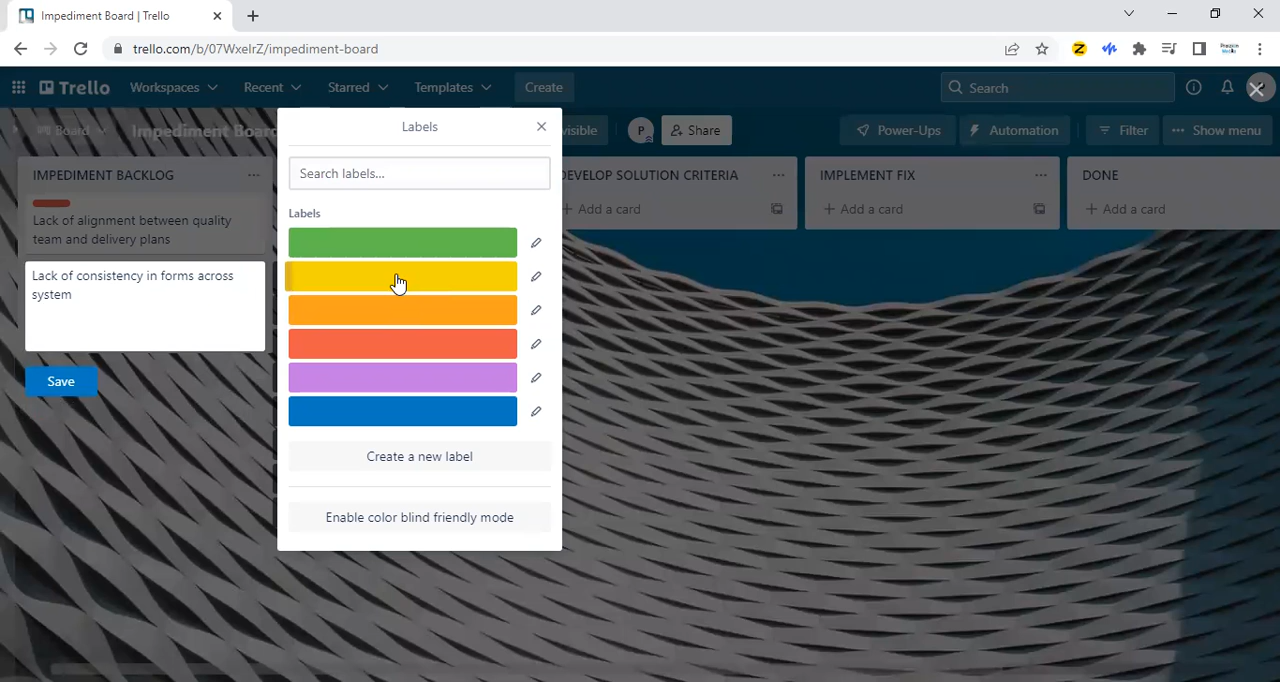 Impediment Board | Trello
trello.com/b/07WxelrZ/impediment-board
Trello
Workspaces
Recent
Starred
Templates
Create
Search
Board
Impediment Board
visible
P
Share
Power-Ups
Automation
Filter
Show menu
IMPEDIMENT BACKLOG
Lack of alignment between quality
team and delivery plans
Lack of consistency in forms across
system
Save
Labels
Search labels...
Labels
Create a new label
Enable color blind friendly mode
DEVELOP SOLUTION CRITERIA
Add a card
IMPLEMENT FIX
Add a card
DONE
Add a card